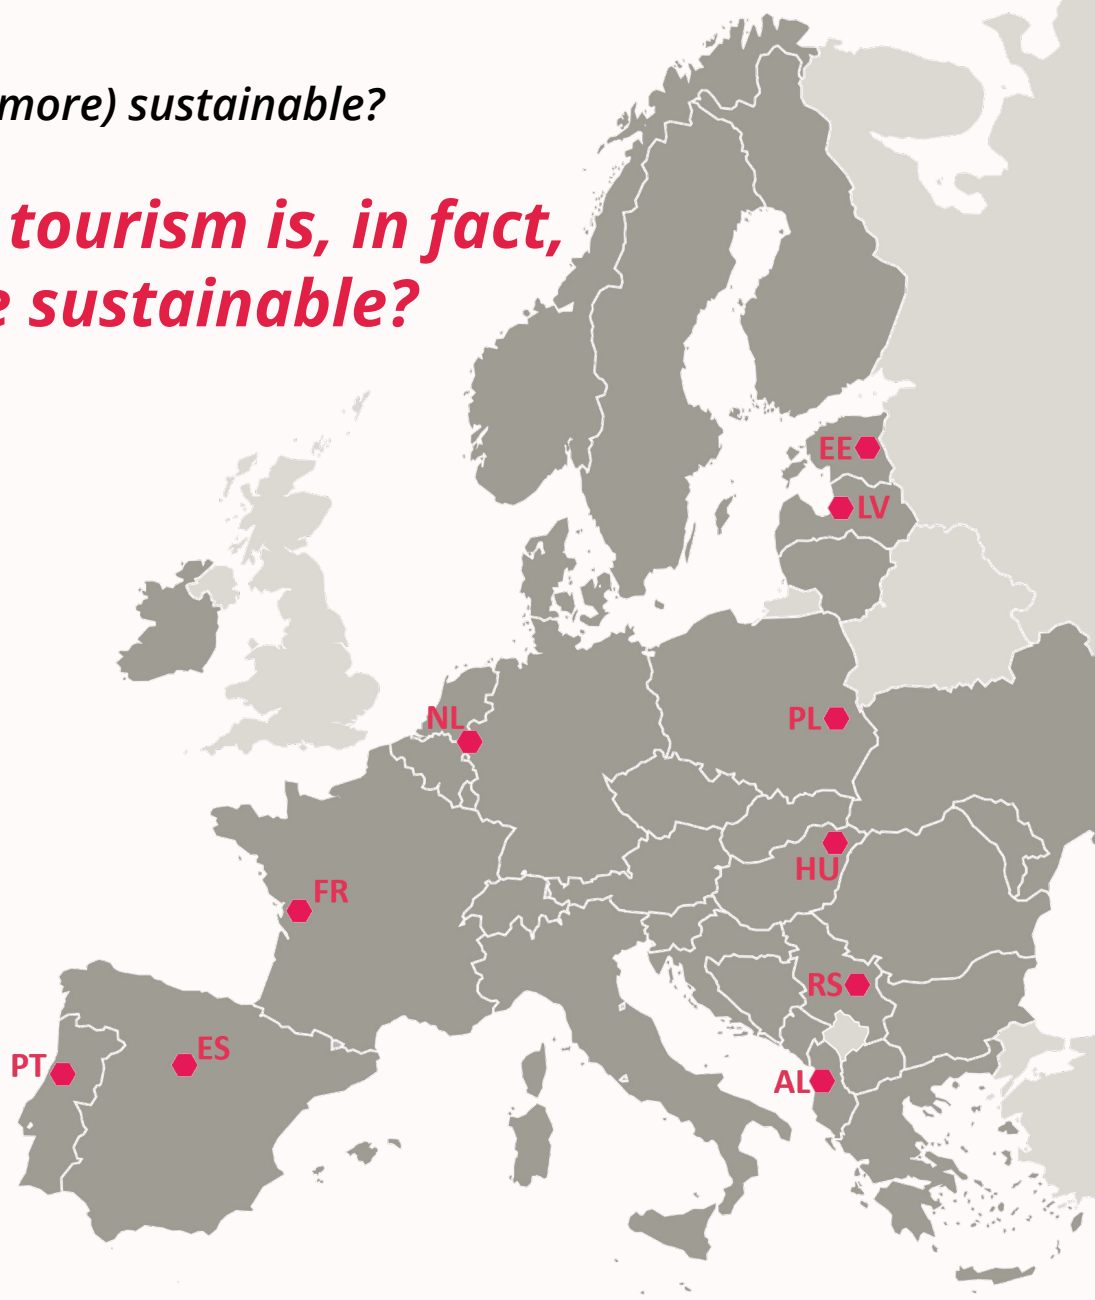 more) sustainable?
tourism is, in fact,
e sustainable?
EE
LV
NL
PL
HU
FR
RS
ES
PT
AL